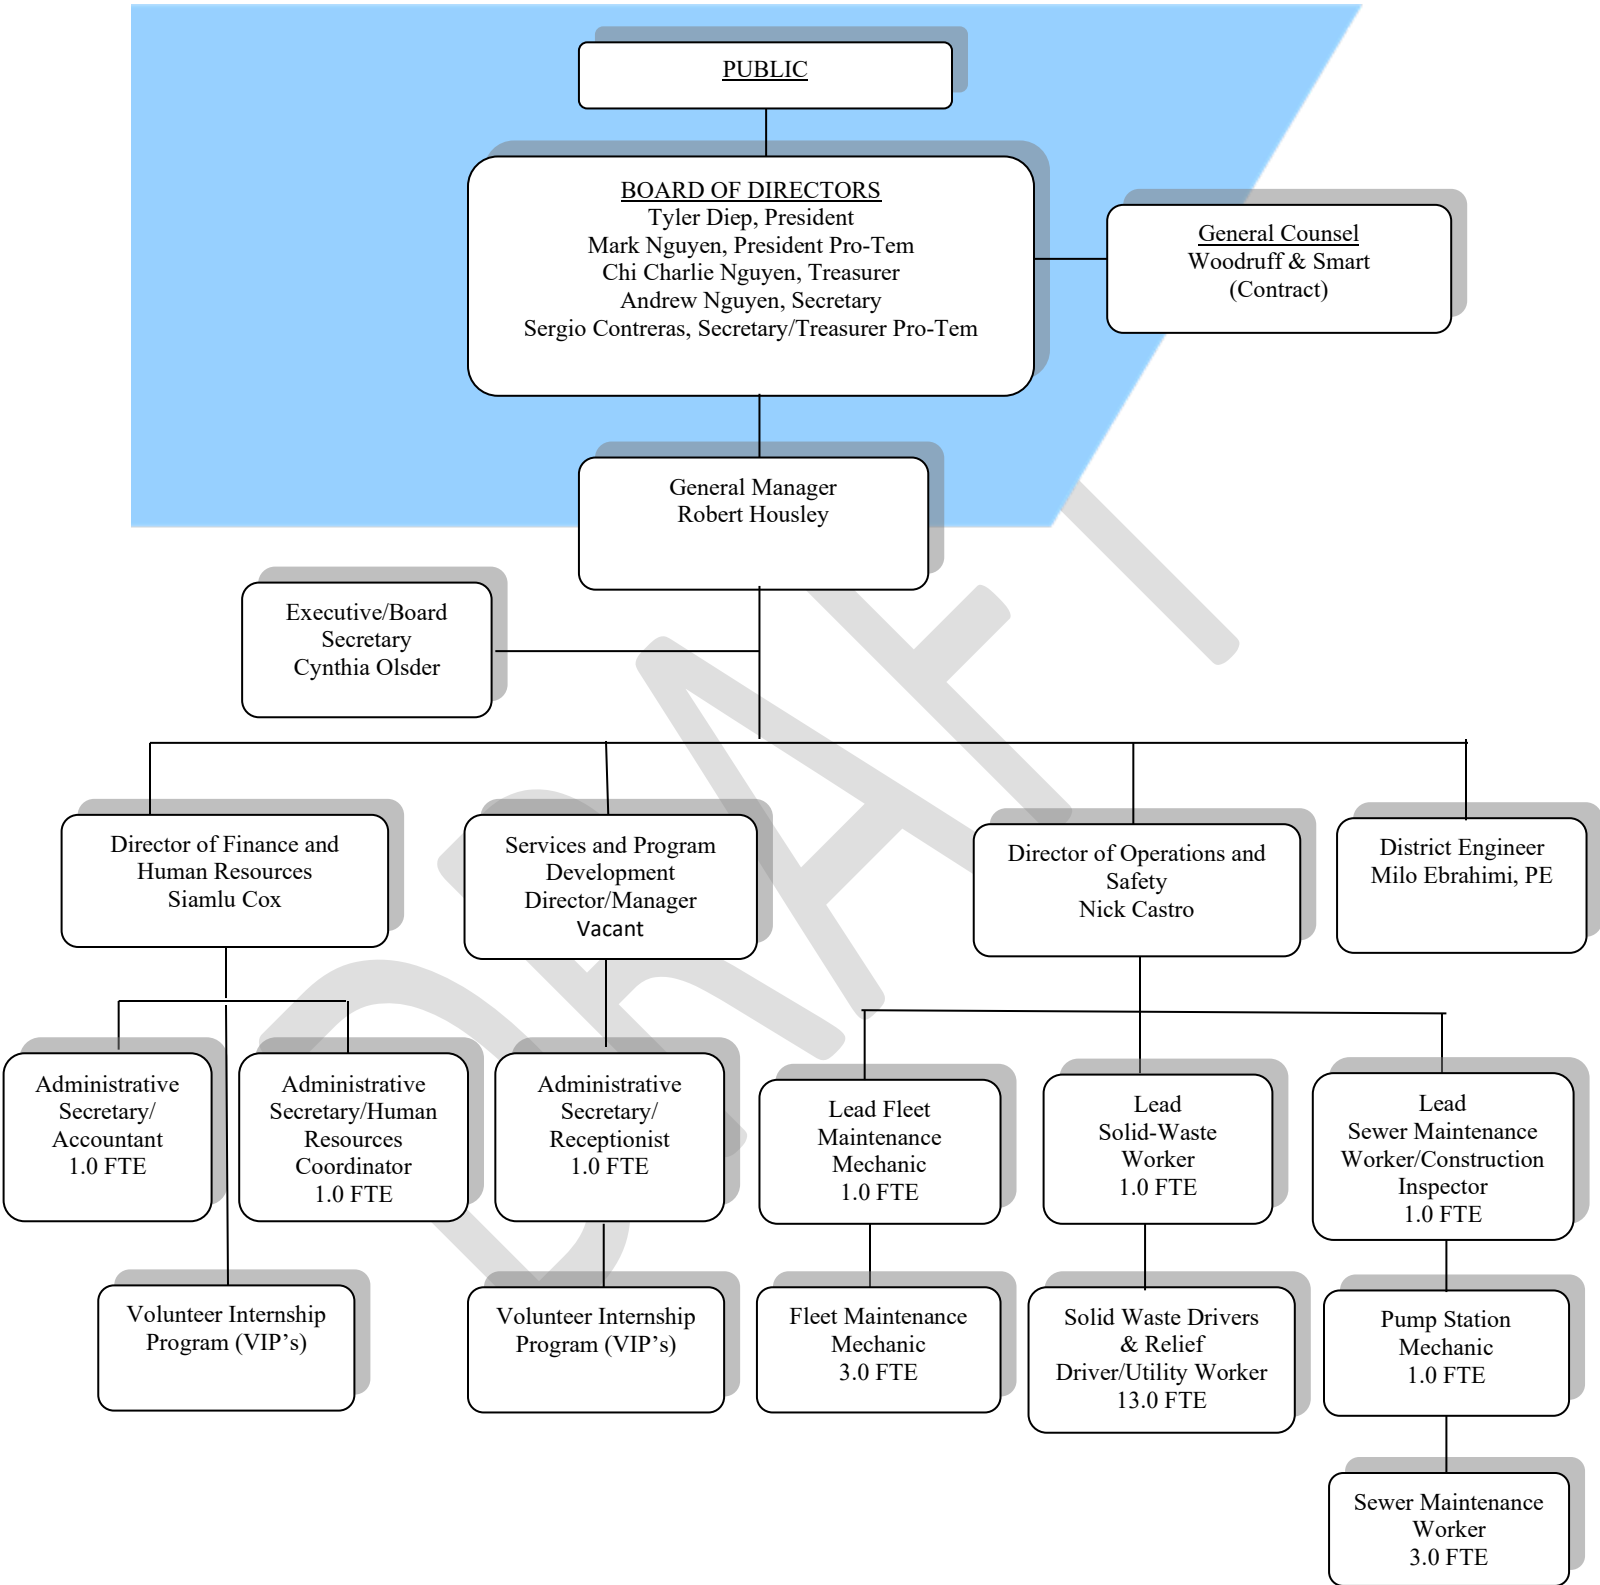 PUBLIC
BOARD OF DIRECTORS
Tyler Diep, President
Mark Nguyen, President Pro-Tem
Chi Charlie Nguyen, Treasurer
Andrew Nguyen, Secretary
Sergio Contreras, Secretary/Treasurer Pro-Tem
General Counsel
Woodruff & Smart
(Contract)
General Manager
Robert Housley
Executive/Board
Secretary
Cynthia Olsder
Director of Finance and
Human Resources
Siamlu Cox
Services and Program
Development
Director/Manager
Vacant
Director of Operations and
Safety
Nick Castro
District Engineer
Milo Ebrahimi, PE
Administrative
Secretary/
Accountant
1.0 FTE
Administrative
Secretary/Human
Resources
Coordinator
1.0 FTE
Administrative
Secretary/
Receptionist
1.0 FTE
Lead Fleet
Maintenance
Mechanic
1.0 FTE
Lead
Solid-Waste
Worker
1.0 FTE
Lead
Sewer Maintenance
Worker/Construction
Inspector
1.0 FTE
Volunteer Internship
Program (VIP’s)
Volunteer Internship
Program (VIP’s)
Fleet Maintenance
Mechanic
3.0 FTE
Solid Waste Drivers
& Relief
Driver/Utility Worker
13.0 FTE
Pump Station
Mechanic
1.0 FTE
Sewer Maintenance
Worker
3.0 FTE
DRAFT